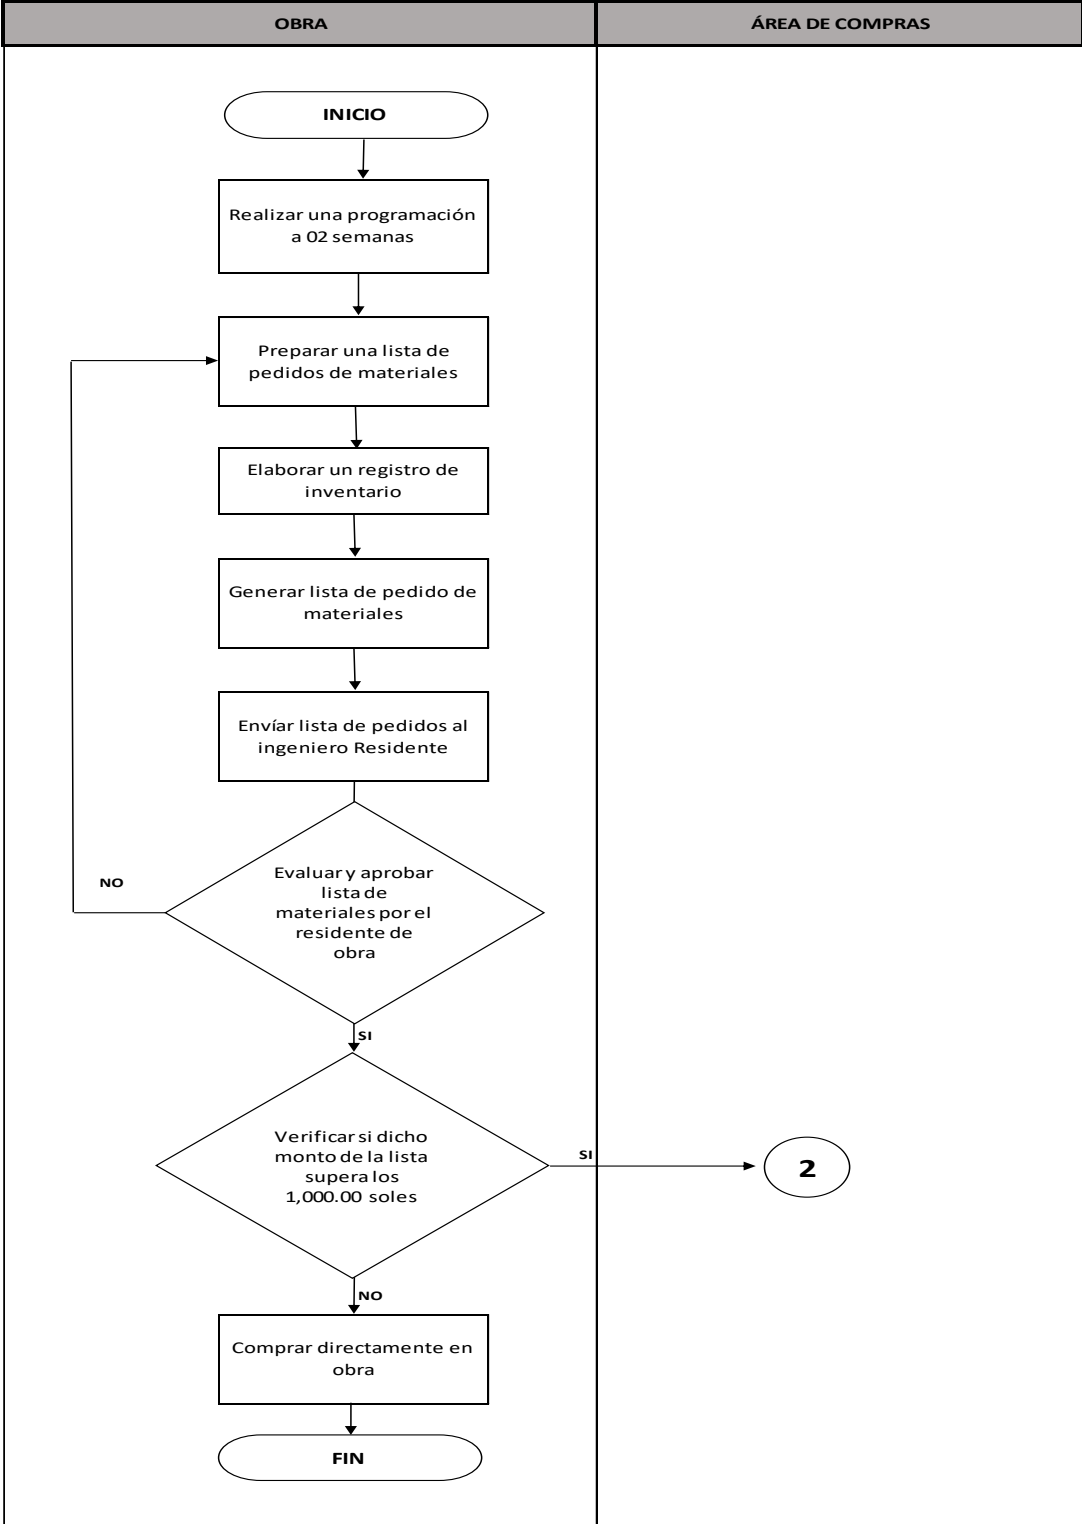 OBRA
ÁREA DE COMPRAS
INICIO
Realizar una programación
a 02 semanas
Preparar una lista de
pedidos de materiales
Elaborar un registro de
inventario
Generar lista de pedido de
materiales
Envíar lista de pedidos al
ingeniero Residente
Evaluar y aprobar
lista de
materiales por el
residente de
obra
NO
SI
Verificar si dicho
monto de la lista
supera los
1,000.00 soles
SI
2
NO
Comprar directamente en
obra
FIN